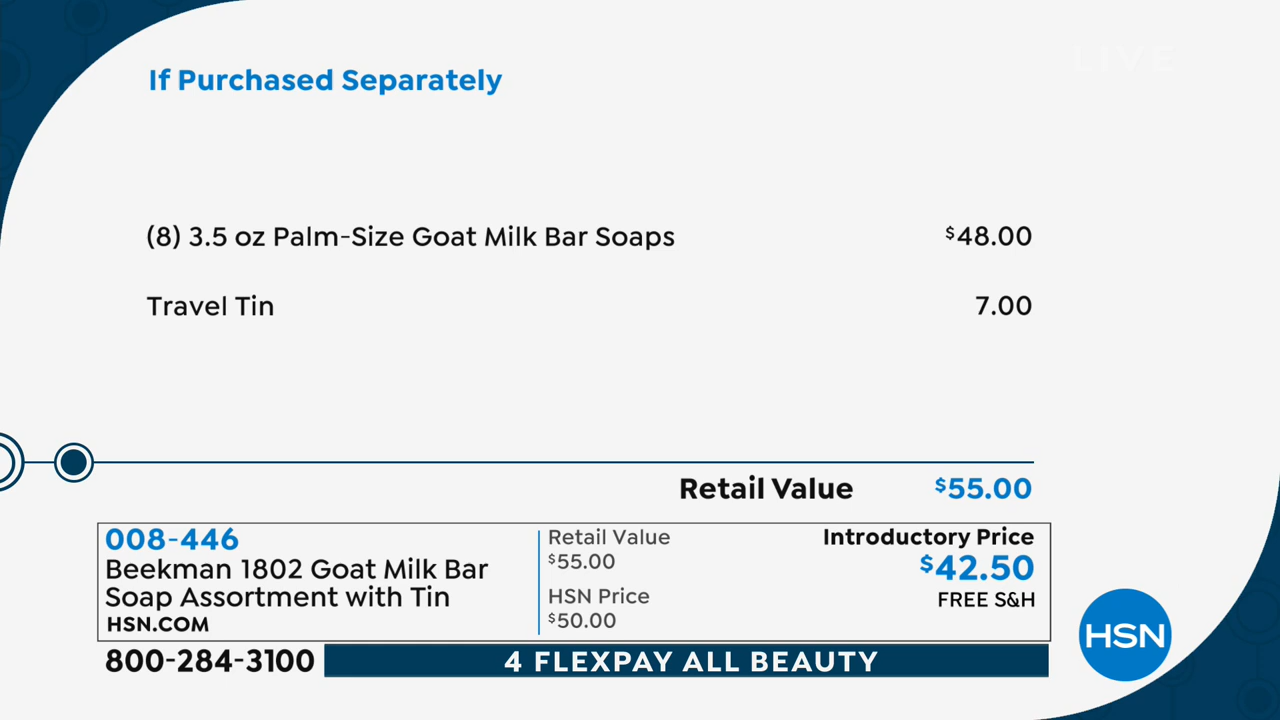 LIVE
If Purchased Separately
(8) 3.5 oz Palm-Size Goat Milk Bar Soaps $48.00
Travel Tin 7.00
Retail Value $55.00
008-446
Beekman 1802 Goat Milk Bar
Soap Assortment with Tin
HSN.COM
Retail Value
$55.00
HSN Price
$50.00
Introductory Price
$42.50
FREE S&H
HSN
800-284-3100
4 FLEXPAY ALL BEAUTY